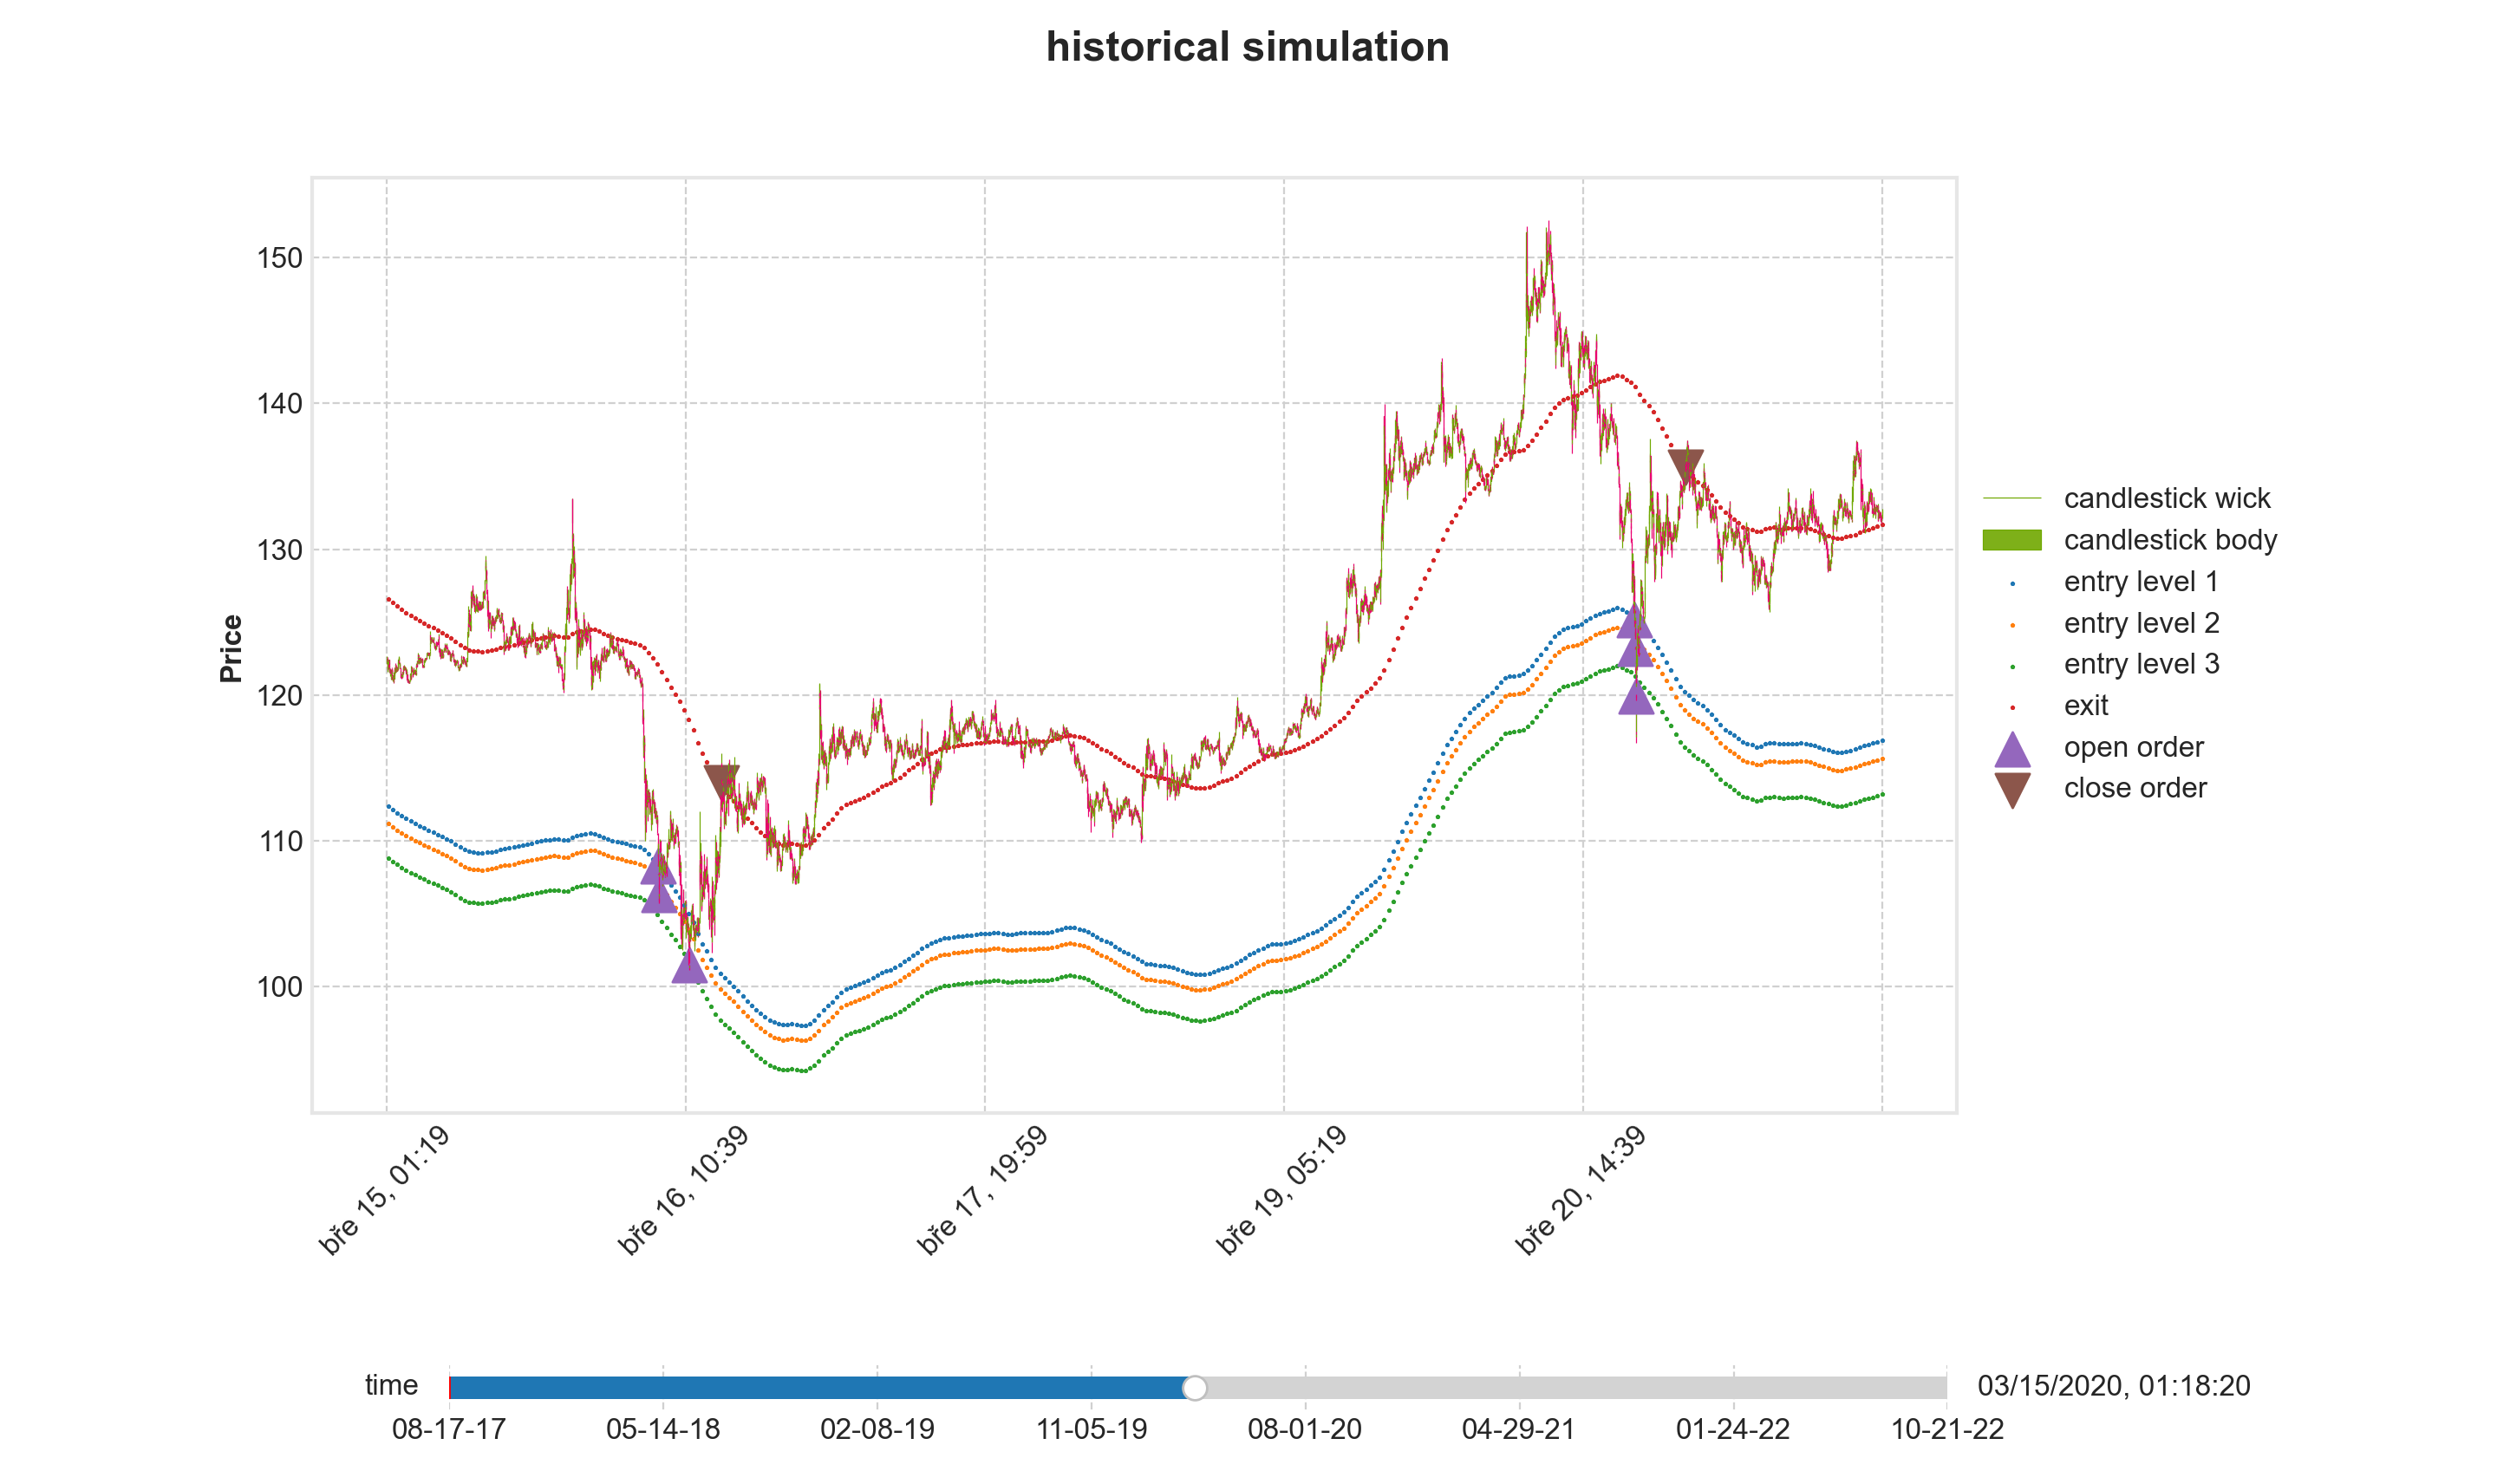 historical simulation
Price
150
140
130
120
110
100
bře 15, 01:19
bře 16, 10:39
bře 17, 19:59
bře 19, 05:19
bře 20, 14:39
candlestick wick
candlestick body
entry level 1
entry level 2
entry level 3
exit
open order
close order
time
03/15/2020, 01:18:20
08-17-17
05-14-18
02-08-19
11-05-19
08-01-20
04-29-21
01-24-22
10-21-22